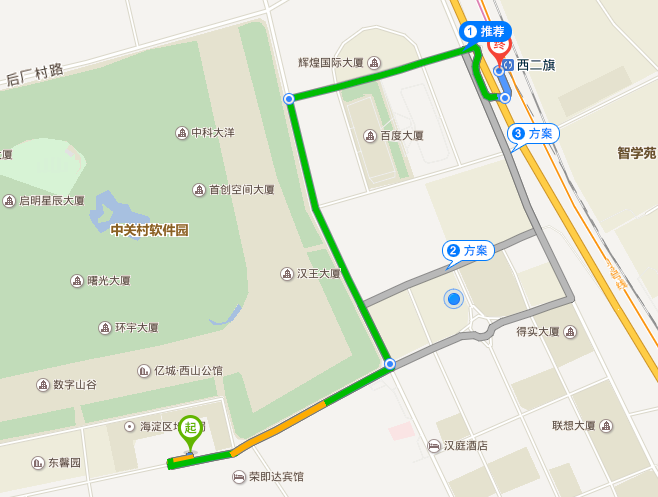 1 推荐
终
西二旗
辉煌国际大厦
后厂村路
3 方案
中科大洋
百度大厦
智学苑
厦
首创空间大厦
启明星辰大厦
中关村软件园
2 方案
汉王大厦
曙光大厦
环宇大厦
得实大厦
亿城·西山公馆
数字山谷
起
海淀区地
联想大厦
汉庭酒店
东馨园
荣即达宾馆